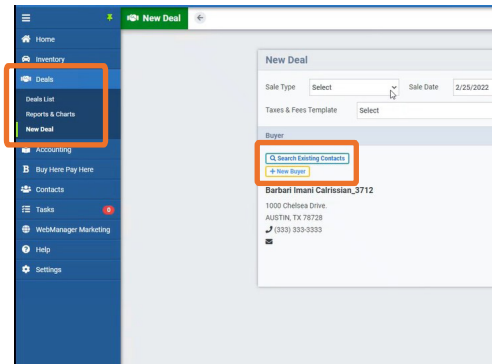 New Deal
Home
Inventory
Deals
Deals List
Reports & Charts
New Deal
Accounting
B Buy Here Pay Here
Contacts
Tasks 0
WebManager Marketing
Help
Settings
New Deal
Sale Type Select Sale Date 2/25/2022
Taxes & Fees Template Select
Buyer
Search Existing Contacts
+ New Buyer
Barbari Imani Calrissian_3712
1000 Chelsea Drive.
AUSTIN, TX 78728
(333) 333-3333